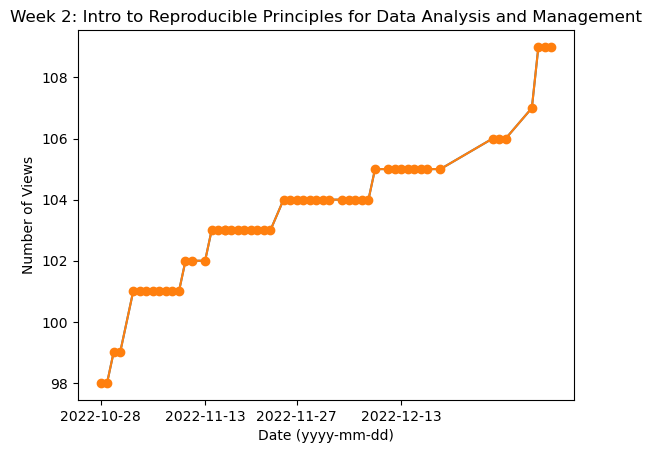 Week 2: Intro to Reproducible Principles for Data Analysis and Management
108
106
104
102
100
98
Number of Views
2022-10-28 2022-11-13 2022-11-27 2022-12-13
Date (yyyy-mm-dd)